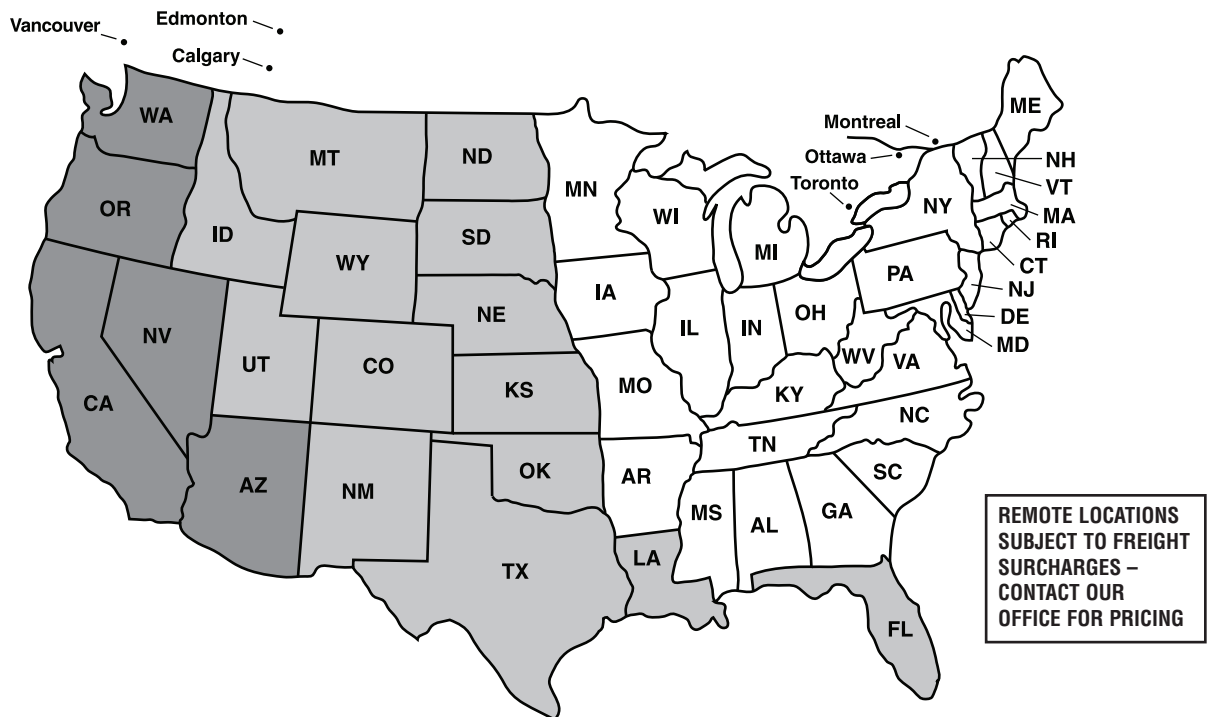 Vancouver
Edmonton
Calgary
WA
MT
ND
MN
ME
Montreal
Ottawa
Toronto
NH
VT
MA
RI
CT
NJ
DE
MD
OR
ID
WY
SD
WI
MI
NY
PA
NV
UT
CO
NE
IA
IL
IN
OH
WV
VA
CA
KS
MO
KY
NC
AZ
NM
OK
AR
TN
SC
TX
LA
MS
AL
GA
FL
REMOTE LOCATIONS
SUBJECT TO FREIGHT
SURCHARGES –
CONTACT OUR
OFFICE FOR PRICING